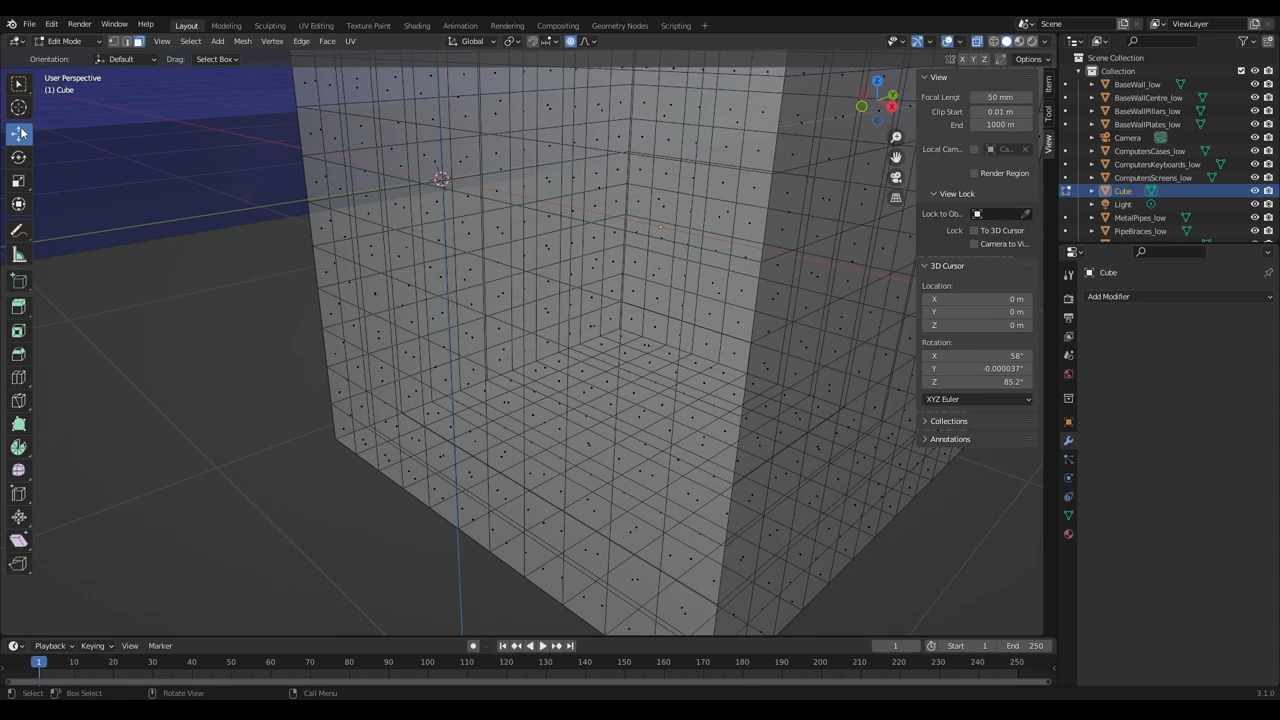 File Edit Render Window Help Layout Modeling Sculpting UV Editing Texture Paint Shading Animation Rendering Compositing Geometry Nodes Scripting + Scene ViewLayer
Edit Mode View Select Add Mesh Vertex Edge Face UV Global
Orientation: Default Drag: Select Box X Y Z Options
User Perspective
(1) Cube
Z
Y
X
View
Focal Lengt 50 mm
Clip Start 0.01 m
End 1000 m
Local Cam... Ca...
Render Region
View Lock
Lock to Ob...
Lock To 3D Cursor
Camera to Vi...
3D Cursor
Location:
X 0 m
Y 0 m
Z 0 m
Rotation:
X 58°
Y -0.000037°
Z 85.2°
XYZ Euler
Collections
Annotations
Item
Tool
View
Scene Collection
Collection
BaseWall_low
BaseWallCentre_low
BaseWallPillars_low
BaseWallPlates_low
Camera
ComputersCases_low
ComputersKeyboards_low
ComputersScreens_low
Cube
Light
MetalPipes_low
PipeBraces_low
Cube
Add Modifier
Playback Keying View Marker 1 Start 1 End 250
1 10 20 30 40 50 60 70 80 90 100 110 120 130 140 150 160 170 180 190 200 210 220 230 240 250
Select Box Select Rotate View Call Menu 3.1.0